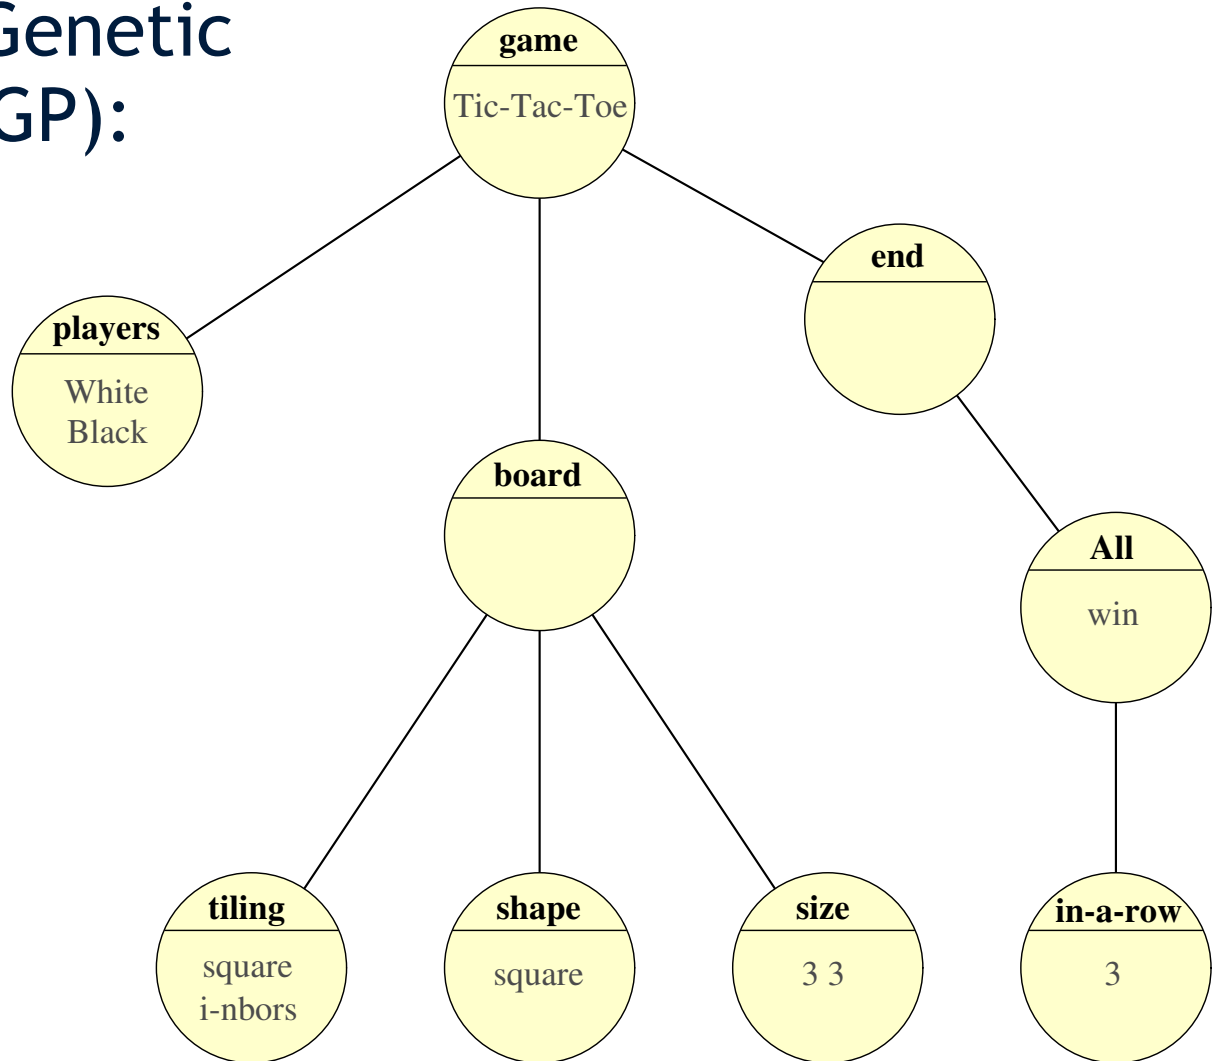 Genetic
GP):
game
Tic-Tac-Toe
end
players
White
Black
board
All
win
tiling
square
i-nbors
shape
square
size
3 3
in-a-row
3